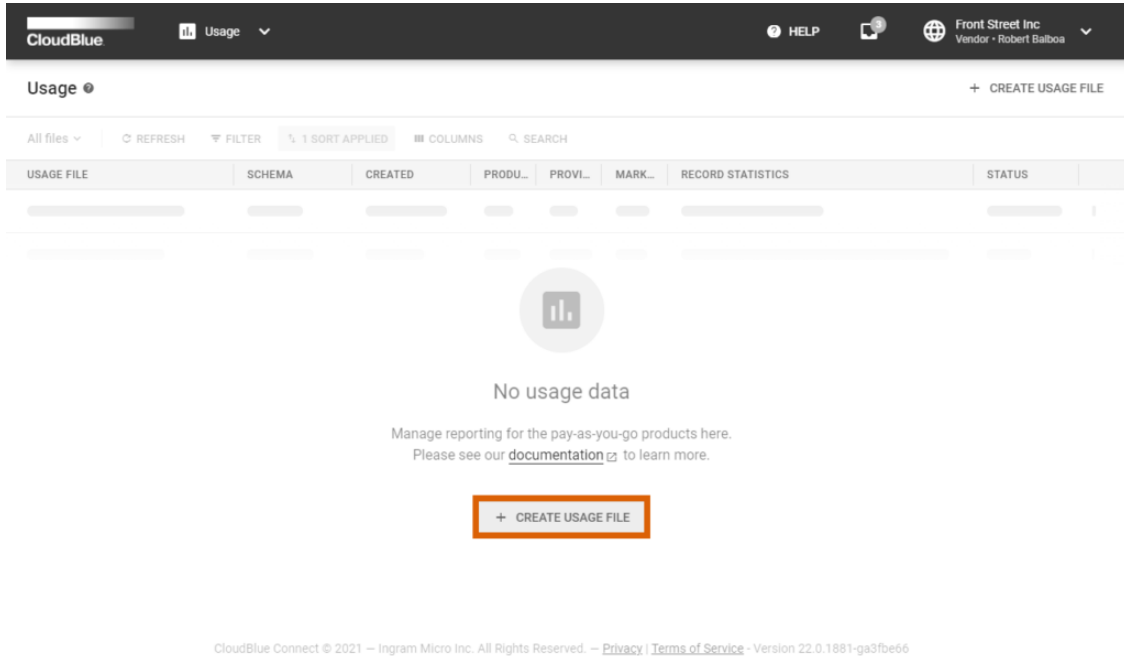 CloudBlue. Usage HELP 3 Front Street Inc
Vendor • Robert Balboa
Usage + CREATE USAGE FILE
All files REFRESH FILTER 1 SORT APPLIED COLUMNS SEARCH
USAGE FILE SCHEMA CREATED PRODU... PROVI... MARK... RECORD STATISTICS STATUS
No usage data
Manage reporting for the pay-as-you-go products here.
Please see our documentation to learn more.
+ CREATE USAGE FILE
CloudBlue Connect © 2021 – Ingram Micro Inc. All Rights Reserved. – Privacy | Terms of Service - Version 22.0.1881-ga3fbe66